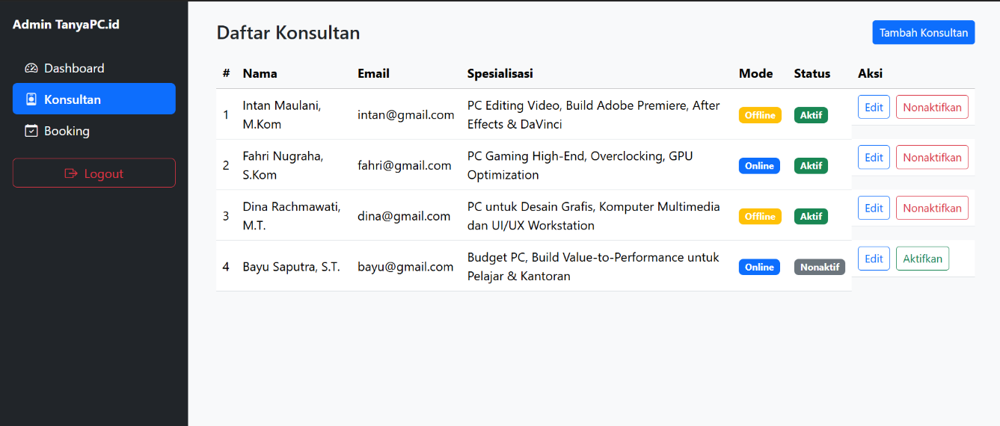 Admin TanyaPC.id
Dashboard
Konsultan
Booking
Logout
Daftar Konsultan
Tambah Konsultan
# Nama Email Spesialisasi Mode Status Aksi
1 Intan Maulani, M.Kom intan@gmail.com PC Editing Video, Build Adobe Premiere, After Effects & DaVinci Offline Aktif Edit Nonaktifkan
2 Fahri Nugraha, S.Kom fahri@gmail.com PC Gaming High-End, Overclocking, GPU Optimization Online Aktif Edit Nonaktifkan
3 Dina Rachmawati, M.T. dina@gmail.com PC untuk Desain Grafis, Komputer Multimedia dan UI/UX Workstation Offline Aktif Edit Nonaktifkan
4 Bayu Saputra, S.T. bayu@gmail.com Budget PC, Build Value-to-Performance untuk Pelajar & Kantoran Online Nonaktif Edit Aktifkan